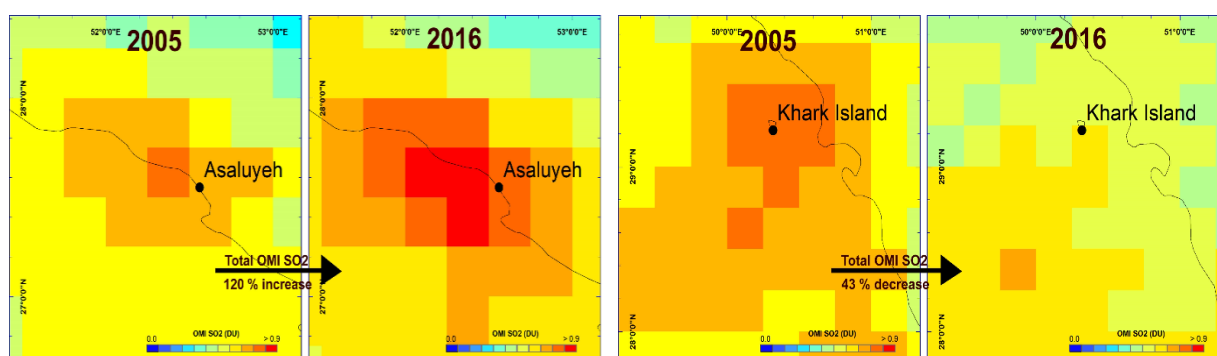 52°0'0"E 53°0'0"E
2005
28°0'0"N
Asaluyeh
27°0'0"N
OMI SO2 (DU)
0.0 > 0.9
52°0'0"E 53°0'0"E
2016
28°0'0"N
Asaluyeh
27°0'0"N
OMI SO2 (DU)
0.0 > 0.9
Total OMI SO2
120 % increase
50°0'0"E 51°0'0"E
2005
Khark Island
29°0'0"N
28°0'0"N
OMI SO2 (DU)
0.0 > 0.9
50°0'0"E 51°0'0"E
2016
Khark Island
29°0'0"N
28°0'0"N
OMI SO2 (DU)
0.0 > 0.9
Total OMI SO2
43 % decrease